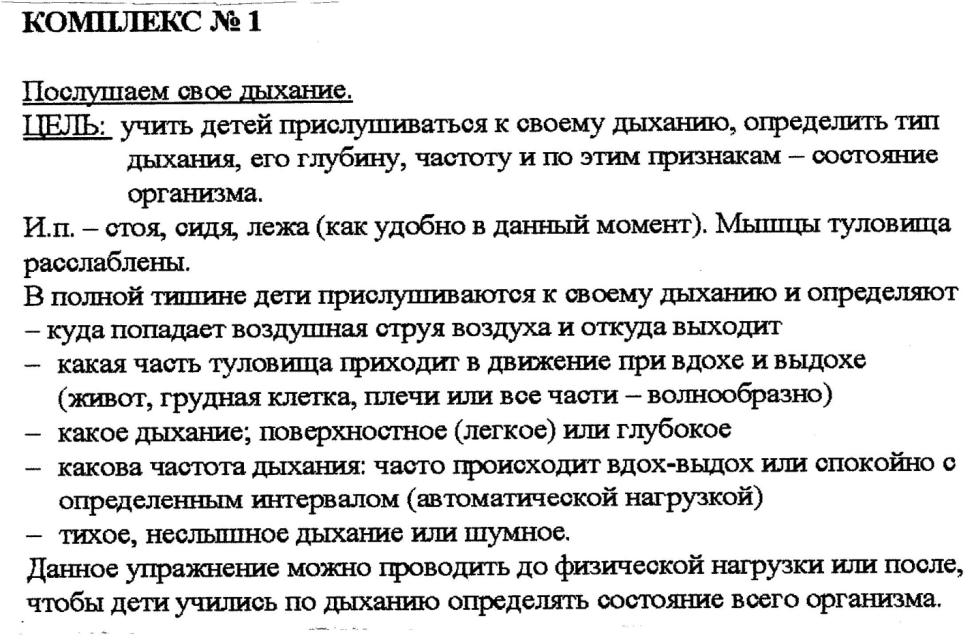 КОМПЛЕКС № 1
Послушаем свое дыхание.
ЦЕЛЬ: учить детей прислушиваться к своему дыханию, определить тип
дыхания, его глубину, частоту и по этим признакам – состояние
организма.
И.п. – стоя, сидя, лежа (как удобно в данный момент). Мышцы туловища
расслаблены.
В полной тишине дети прислушиваются к своему дыханию и определяют
– куда попадает воздушная струя воздуха и откуда выходит
– какая часть туловища приходит в движение при вдохе и выдохе
(живот, грудная клетка, плечи или все части – волнообразно)
– какое дыхание; поверхностное (легкое) или глубокое
– какова частота дыхания: часто происходит вдох-выдох или спокойно с
определенным интервалом (автоматической нагрузкой)
– тихое, неслышное дыхание или шумное.
Данное упражнение можно проводить до физической нагрузки или после,
чтобы дети учились по дыханию определять состояние всего организма.